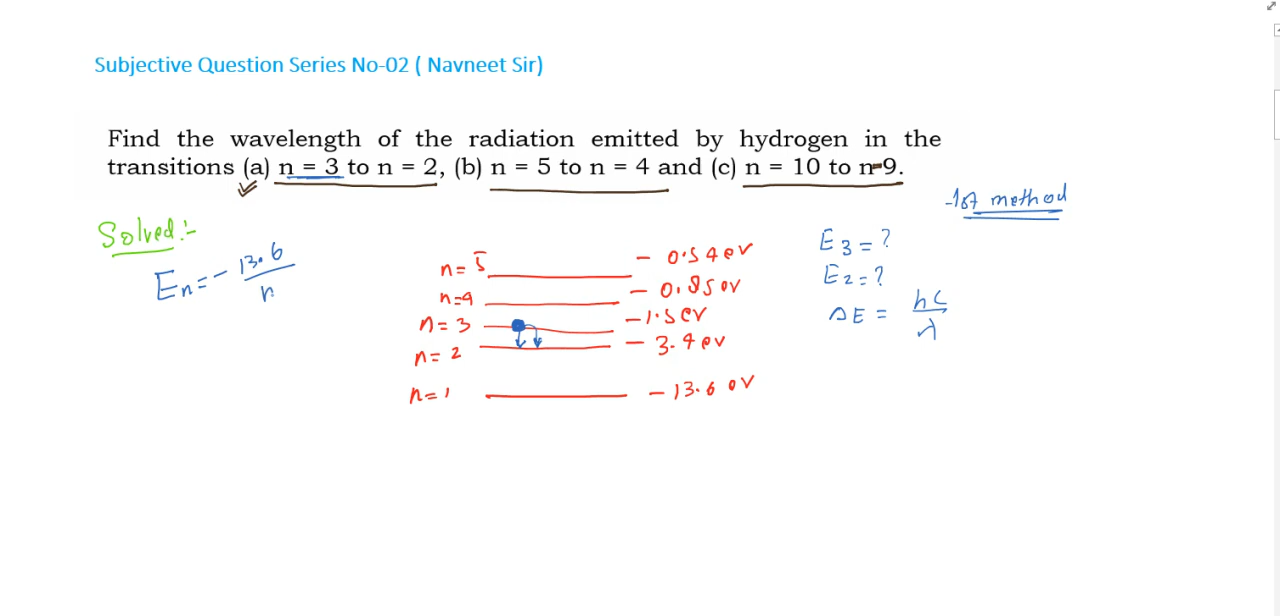 Subjective Question Series No-02 ( Navneet Sir)
Find the wavelength of the radiation emitted by hydrogen in the
transitions (a) n = 3 to n = 2, (b) n = 5 to n = 4 and (c) n = 10 to n=9.
-1st method
Solved:-
En = - 13.6 / n
n = 5 - 0.54 ev
n=4 - 0.85 ev
n = 3 -1.5 ev
n = 2 - 3.4 ev
n = 1 - 13.6 ev
E3 = ?
E2 = ?
ΔE = hc / λ